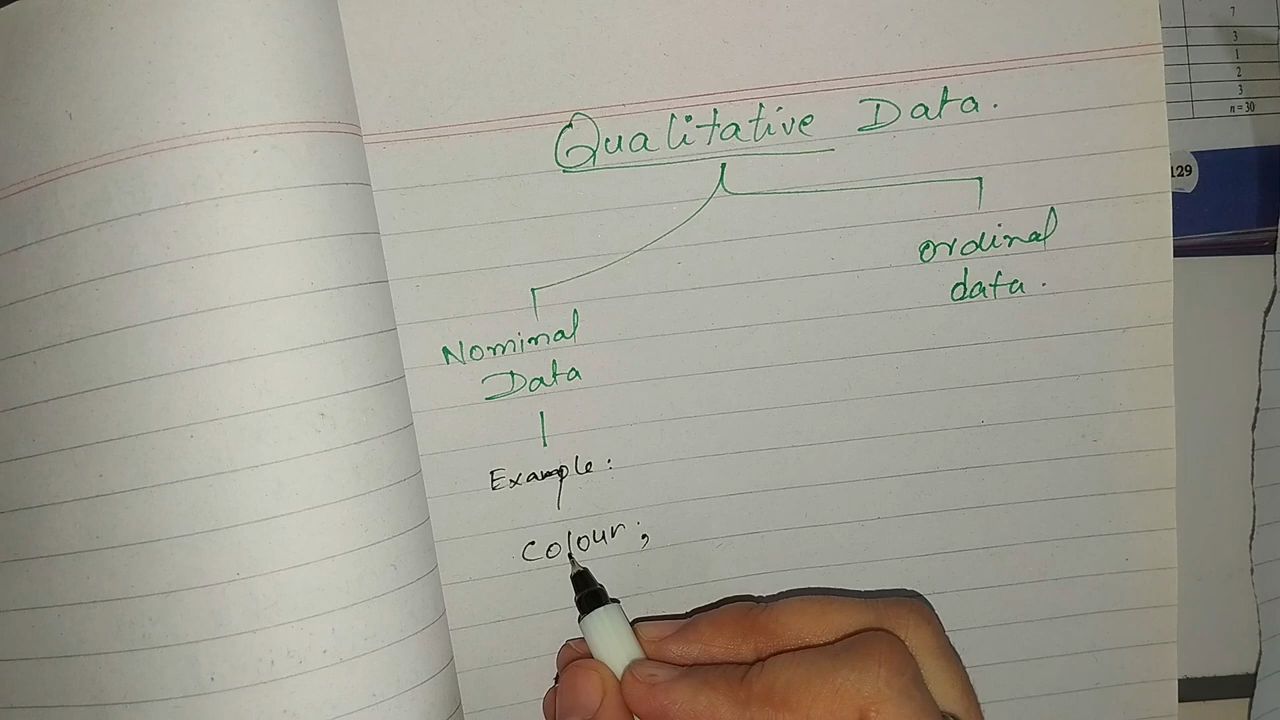 Qualitative Data.
Ordinal
data.
Nominal
Data
Example:
Colour;
7
3
1
2
3
n = 30
129